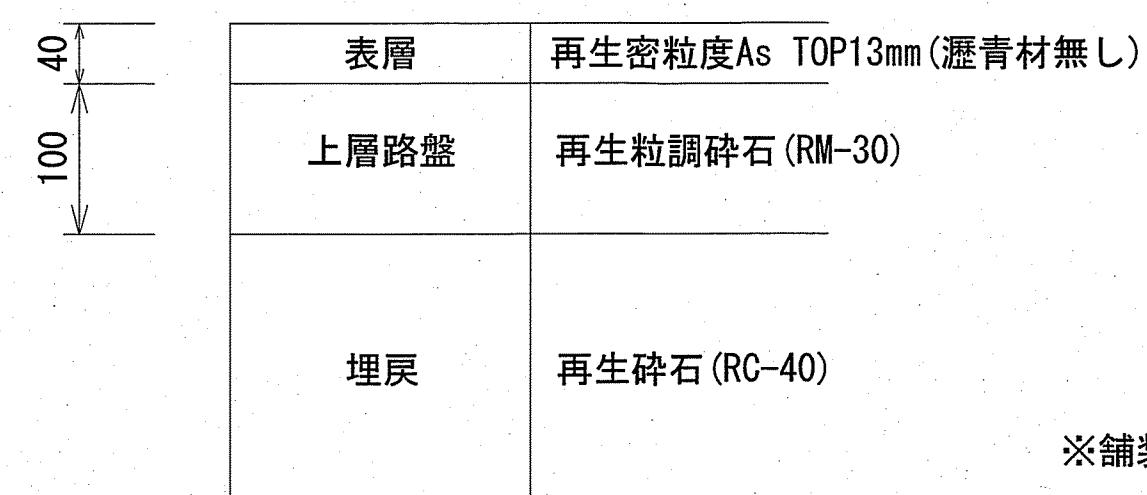 40
表層
再生密粒度As TOP13mm(瀝青材無し)
100
上層路盤
再生粒調砕石(RM-30)
埋戻
再生砕石(RC-40)
※舗装